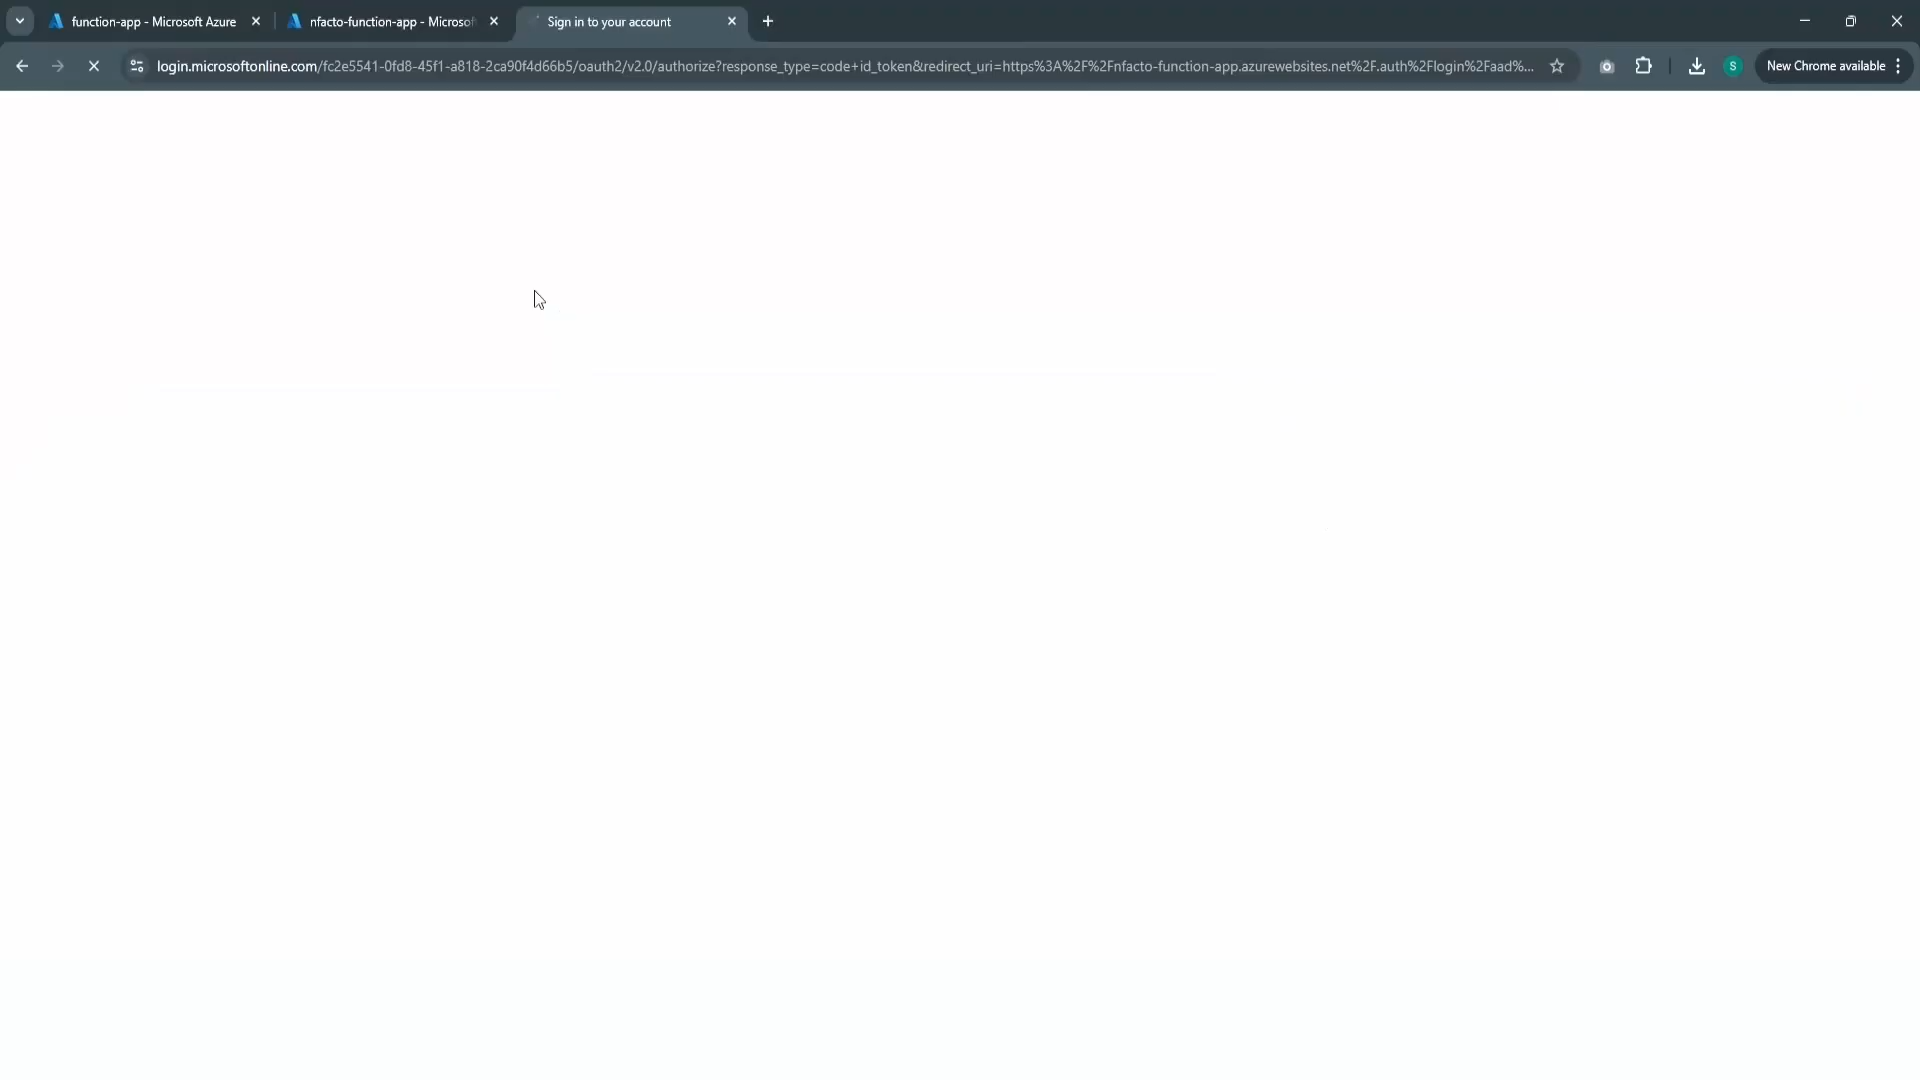 function-app - Microsoft Azure
nfacto-function-app - Microsof
Sign in to your account
login.microsoftonline.com/fc2e5541-0fd8-45f1-a818-2ca90f4d66b5/oauth2/v2.0/authorize?response_type=code+id_token&redirect_uri=https%3A%2F%2Fnfacto-function-app.azurewebsites.net%2F.auth%2Flogin%2Faad%...
S
New Chrome available